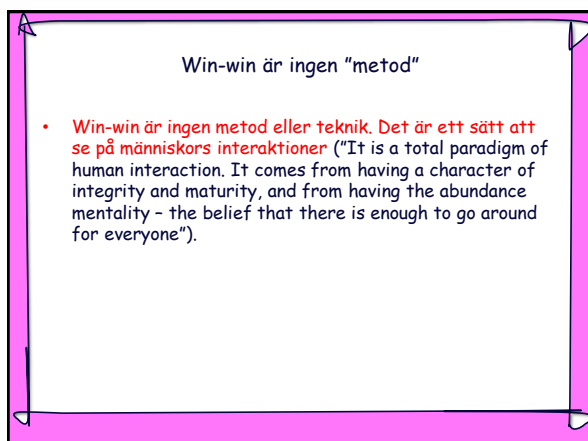 Win-win är ingen ”metod”
• Win-win är ingen metod eller teknik. Det är ett sätt att
se på människors interaktioner (”It is a total paradigm of
human interaction. It comes from having a character of
integrity and maturity, and from having the abundance
mentality – the belief that there is enough to go around
for everyone”).